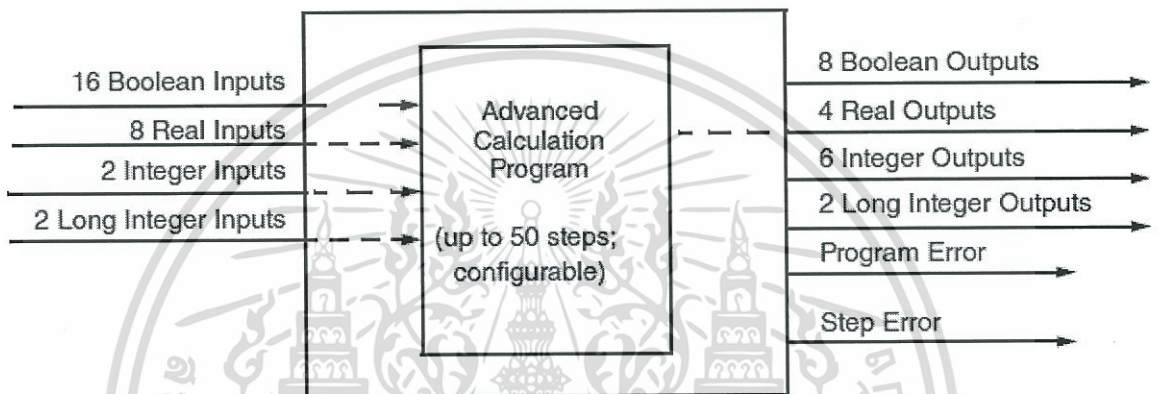 16 Boolean Inputs
8 Real Inputs
2 Integer Inputs
2 Long Integer Inputs
Advanced
Calculation
Program
(up to 50 steps;
configurable)
8 Boolean Outputs
4 Real Outputs
6 Integer Outputs
2 Long Integer Outputs
Program Error
Step Error